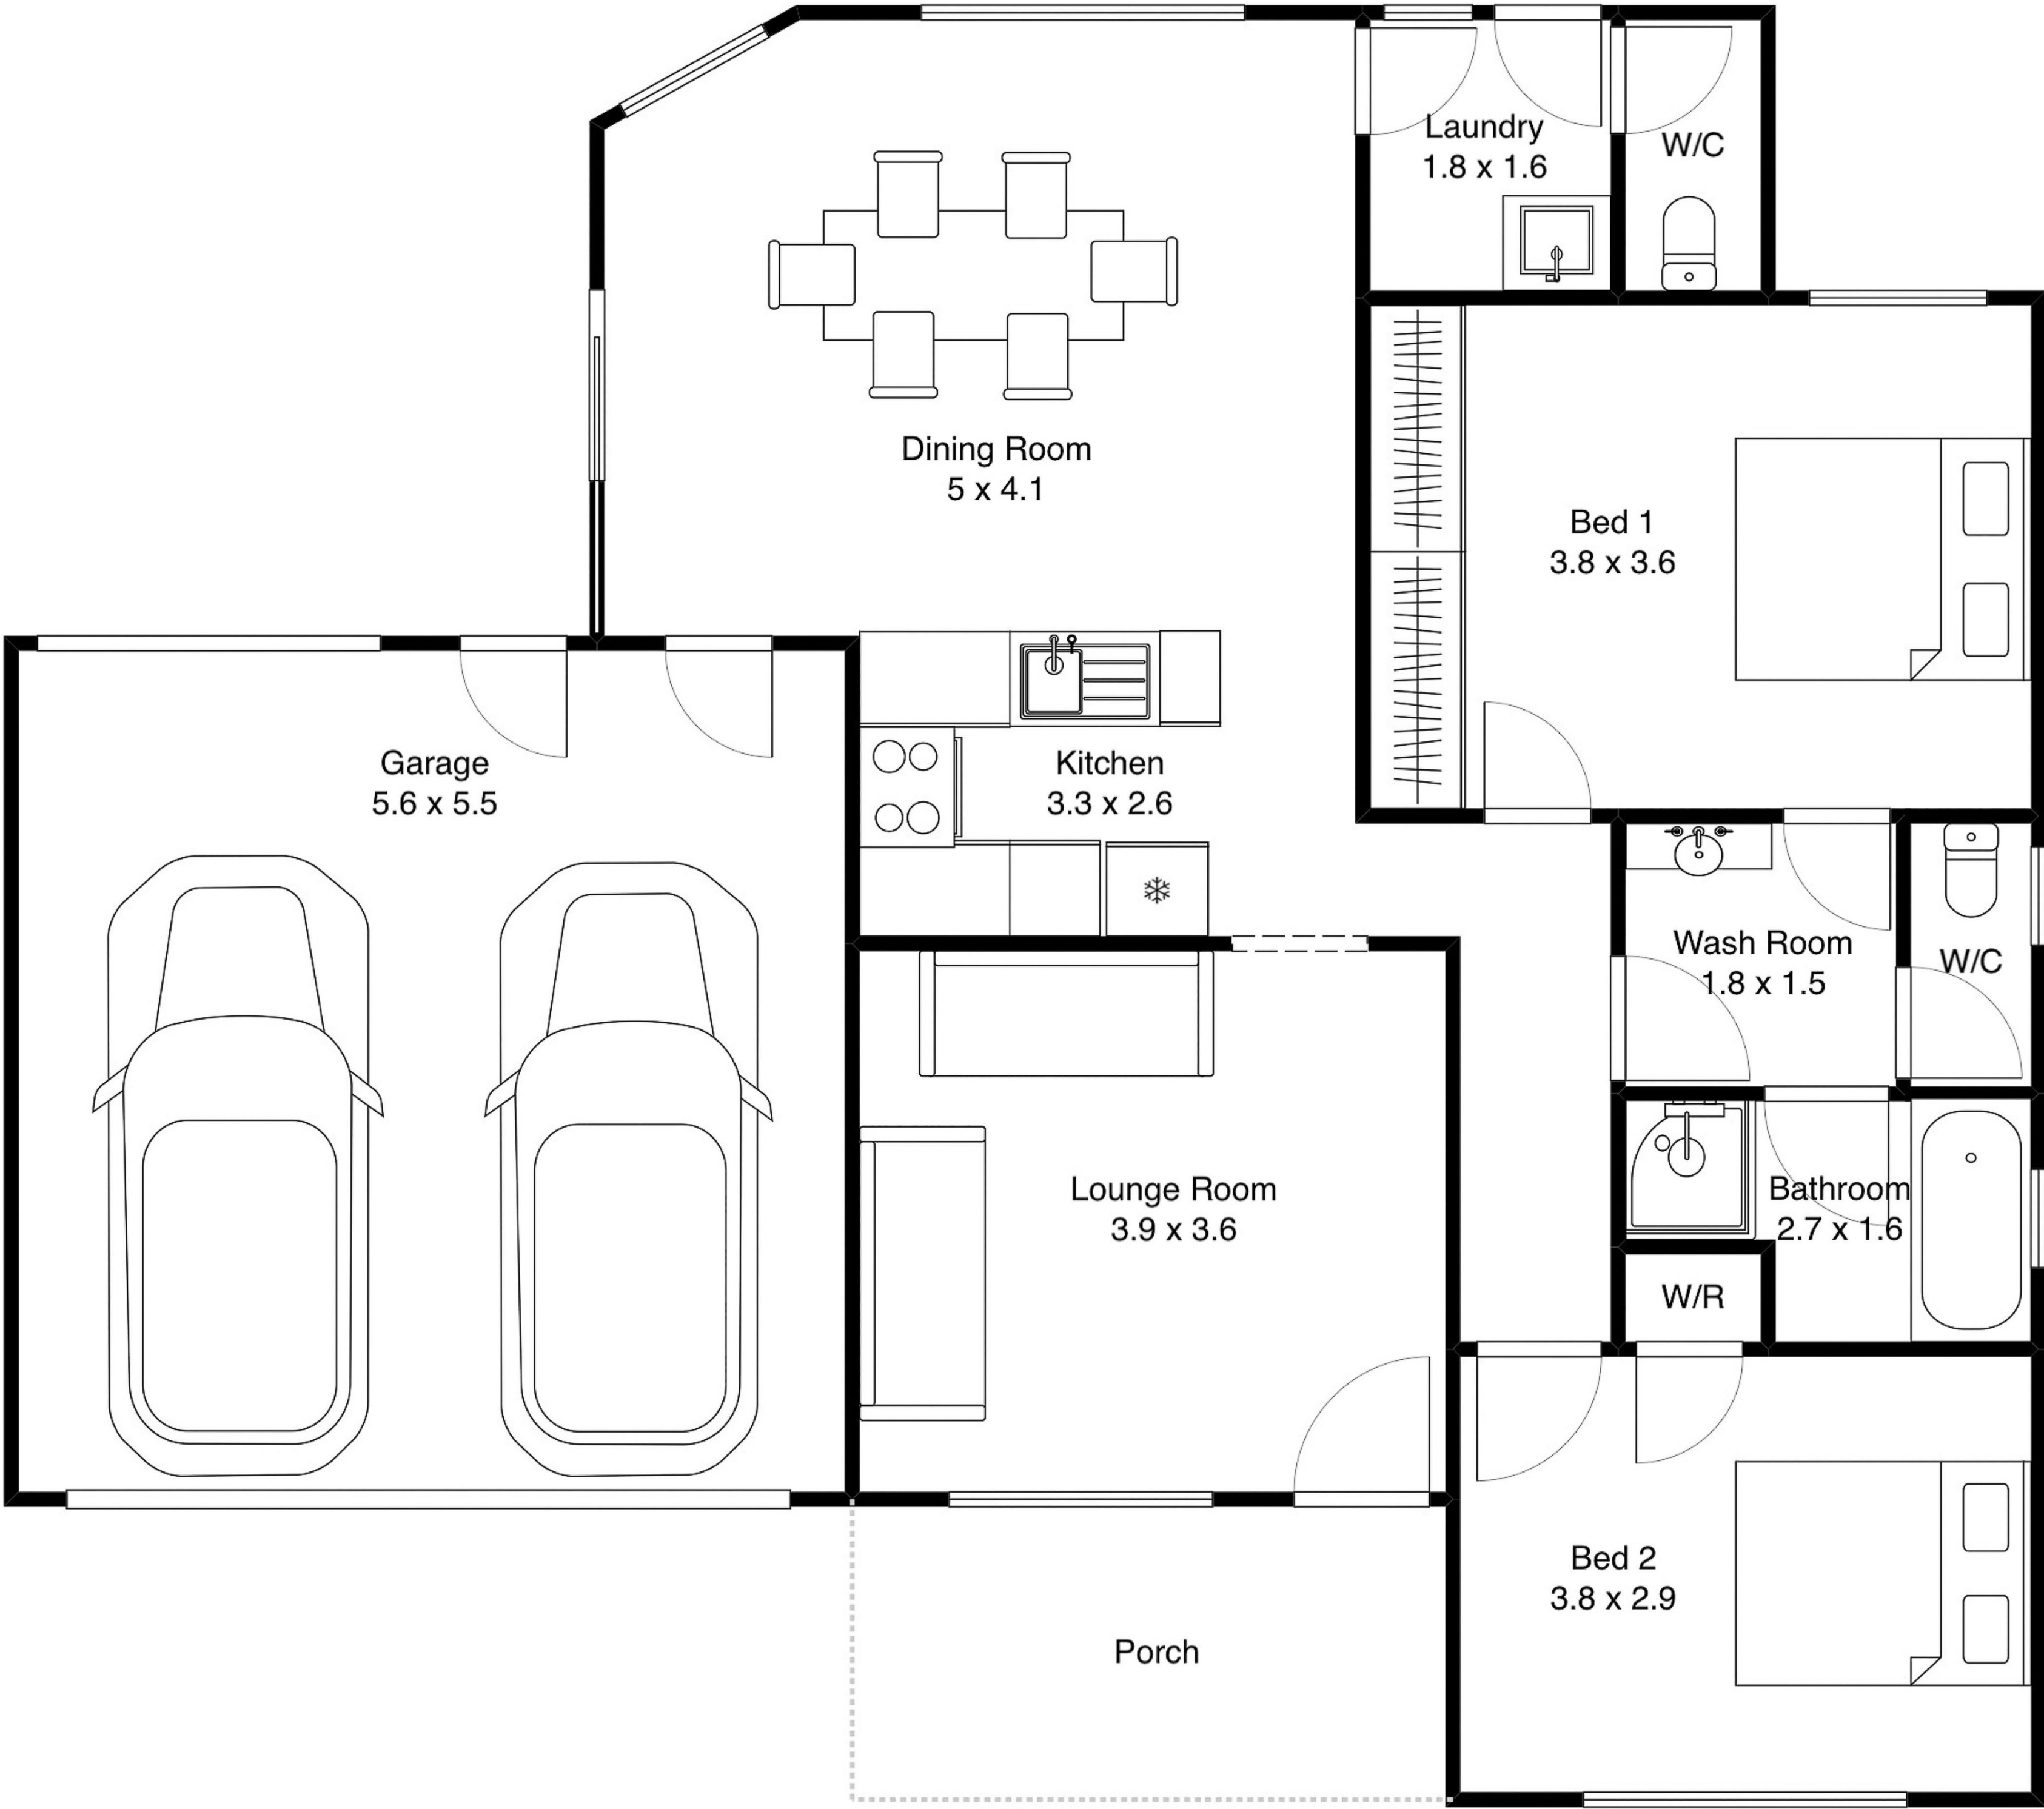 Laundry
1.8 x 1.6
W/C
Dining Room
5 x 4.1
Bed 1
3.8 x 3.6
Garage
5.6 x 5.5
Kitchen
3.3 x 2.6
Wash Room
1.8 x 1.5
W/C
Lounge Room
3.9 x 3.6
Bathroom
2.7 x 1.6
W/R
Bed 2
3.8 x 2.9
Porch